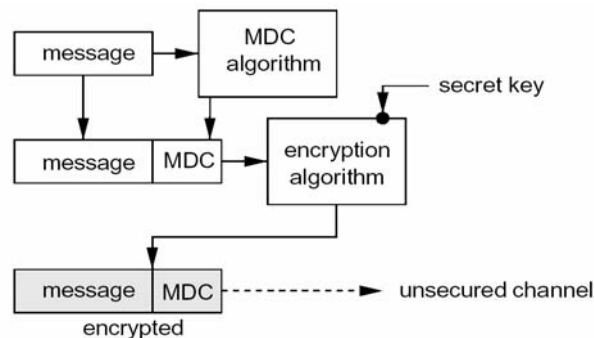 message
MDC
algorithm
secret key
message
MDC
encryption
algorithm
message
MDC
unsecured channel
encrypted